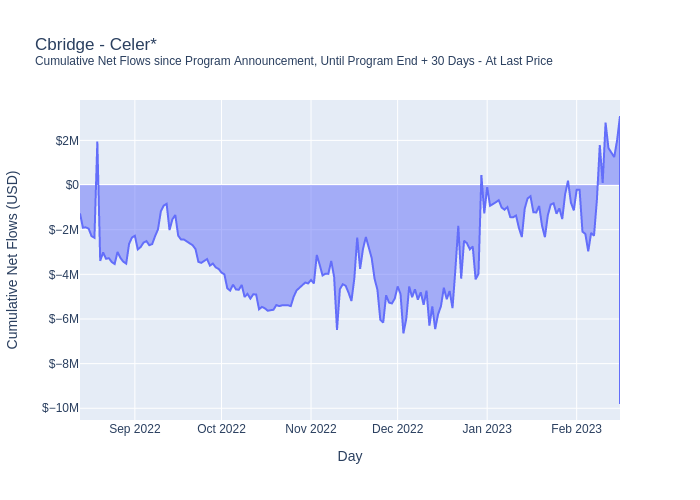 Cbridge - Celer*
Cumulative Net Flows since Program Announcement, Until Program End + 30 Days - At Last Price
Cumulative Net Flows (USD)
$2M
$0
$−2M
$−4M
$−6M
$−8M
$−10M
Sep 2022
Oct 2022
Nov 2022
Dec 2022
Jan 2023
Feb 2023
Day